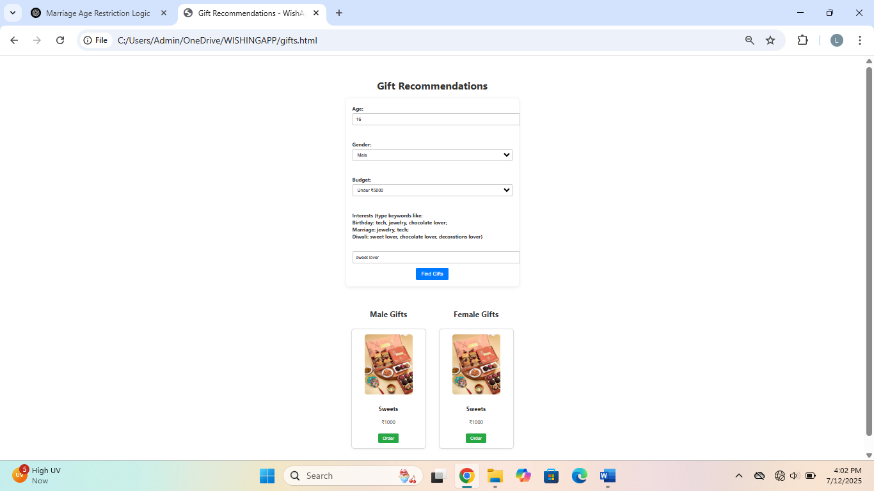 Marriage Age Restriction Logic
Gift Recommendations - WishA
File
C:/Users/Admin/OneDrive/WISHINGAPP/gifts.html
L
Gift Recommendations
Age:
Gender:
Male
Budget:
Under ₹5000
Interests (type keywords like:
Birthday: tech, jewelry, chocolate lover;
Marriage: jewelry, tech;
Diwali: sweet lover, chocolate lover, decorations lover)
sweet lover
Find Gifts
Male Gifts Female Gifts
Sweets Sweets
₹1000 ₹1000
Order Order
High UV
Now
Search
4:02 PM
7/12/2025